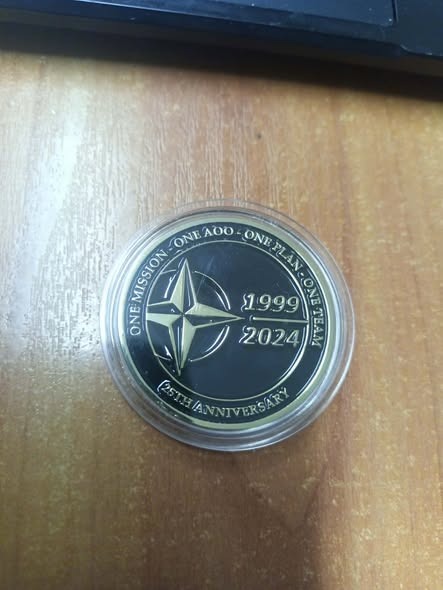 ONE MISSION - ONE AOO - ONE PLAN - ONE TEAM
1999
2024
25TH ANNIVERSARY